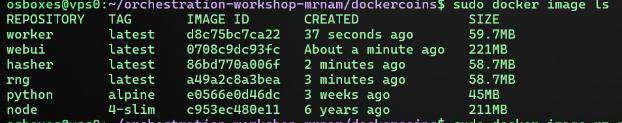 osboxes@vps0:~/orchestration-workshop-mrnam/dockercoins$ sudo docker image ls
REPOSITORY TAG IMAGE ID CREATED SIZE
worker latest d8c75bc7ca22 37 seconds ago 59.7MB
webui latest 0708c9dc93fc About a minute ago 221MB
hasher latest 86bd770a006f 2 minutes ago 58.7MB
rng latest a49a2c8a3bea 3 minutes ago 58.7MB
python alpine e0566e0d46dc 3 weeks ago 45MB
node 4-slim c953ec480e11 6 years ago 211MB